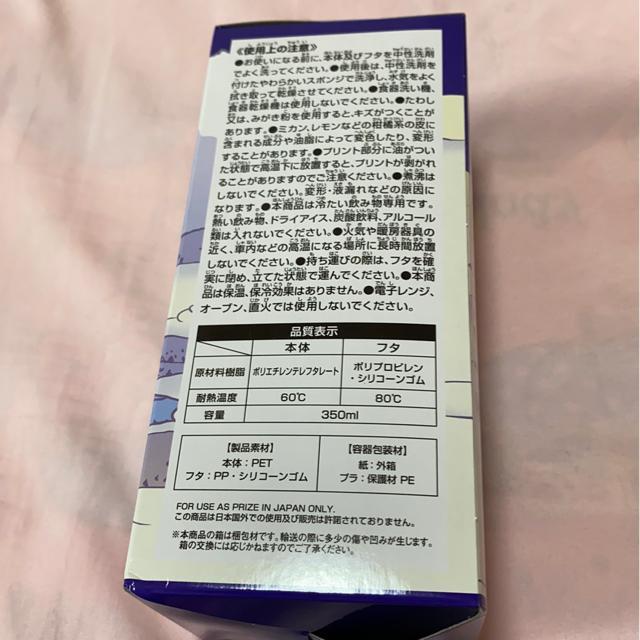 《使用上の注意》
●お使いになる前に、本体及びフタを中性洗剤
でよく洗ってください。●使用後は、中性洗剤を
付けたやわらかいスポンジで洗浄し、水気をよく
拭き取って乾燥させてください。●食器洗い機、
食器乾燥機は使用しないでください。●たわし
又は、みがき粉を使用すると、キズがつくことが
あります。●ミカン、レモンなどの柑橘系の皮に
含まれる成分や油脂によって変色したり、変形
することがあります。●プリント部分に油がつい
た状態で高温下に放置すると、プリントが剥がれ
ることがありますのでご注意ください。●煮沸は
しないでください。変形・液漏れなどの原因に
なります。●本商品は冷たい飲み物専用です。
熱い飲み物、ドライアイス、炭酸飲料、アルコール
類は入れないでください。●火気や暖房器具の
近く、車内などの高温になる場所に長時間放置
しないでください。●持ち運びの際は、フタを確
実に閉め、立てた状態で運んでください。●本商
品は保温、保冷効果はありません。●電子レンジ、
オーブン、直火では使用しないでください。
品質表示
本体 フタ
原材料樹脂 ポリエチレンテレフタレート ポリプロピレン
・シリコーンゴム
耐熱温度 60℃ 80℃
容量 350ml
【製品素材】 【容器包装材】
本体：PET 紙：外箱
フタ：PP・シリコーンゴム プラ：保護材 PE
FOR USE AS PRIZE IN JAPAN ONLY.
この商品は日本国外での使用及び販売は許諾されておりません。
※本商品の箱は梱包材です。輸送の際に多少の傷や凹みが生じます。
箱の交換には応じかねますのでご了承ください。